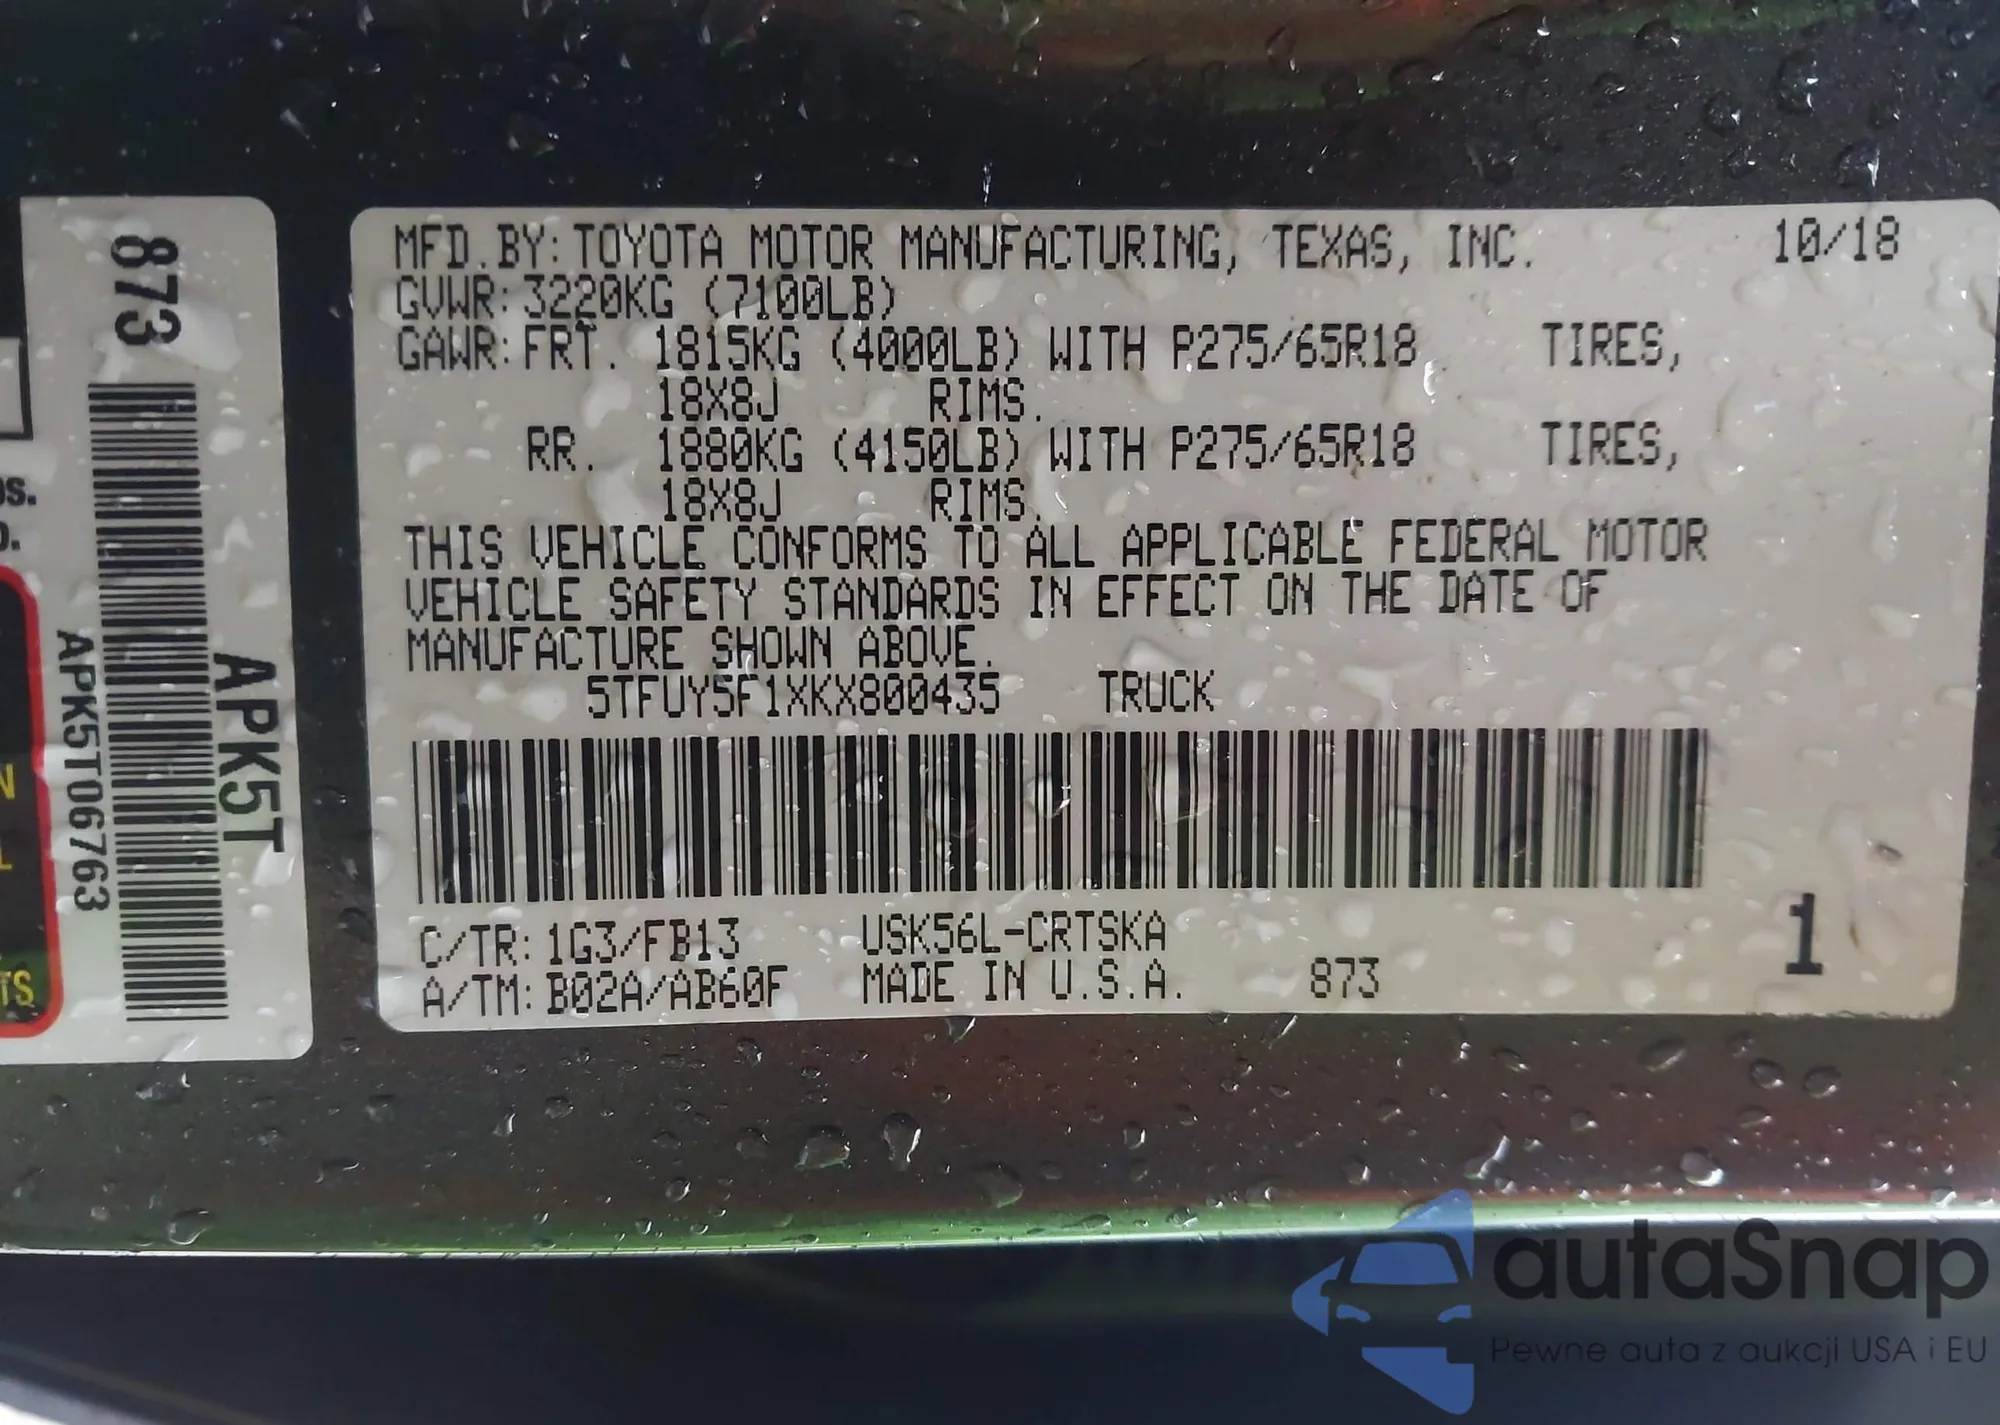 MFD.BY:TOYOTA MOTOR MANUFACTURING, TEXAS, INC. 10/18
GVWR:3220KG (7100LB)
GAWR:FRT. 1815KG (4000LB) WITH P275/65R18 TIRES,
18X8J RIMS.
RR. 1880KG (4150LB) WITH P275/65R18 TIRES,
18X8J RIMS.
THIS VEHICLE CONFORMS TO ALL APPLICABLE FEDERAL MOTOR
VEHICLE SAFETY STANDARDS IN EFFECT ON THE DATE OF
MANUFACTURE SHOWN ABOVE.
5TFUY5F1XKX800435 TRUCK
C/TR:1G3/FB13 USK56L-CRTSKA
A/TM:B02A/AB60F MADE IN U.S.A. 873
1
873
APK5T
APK5T06763
autaSnap
Pewne auta z aukcji USA i EU